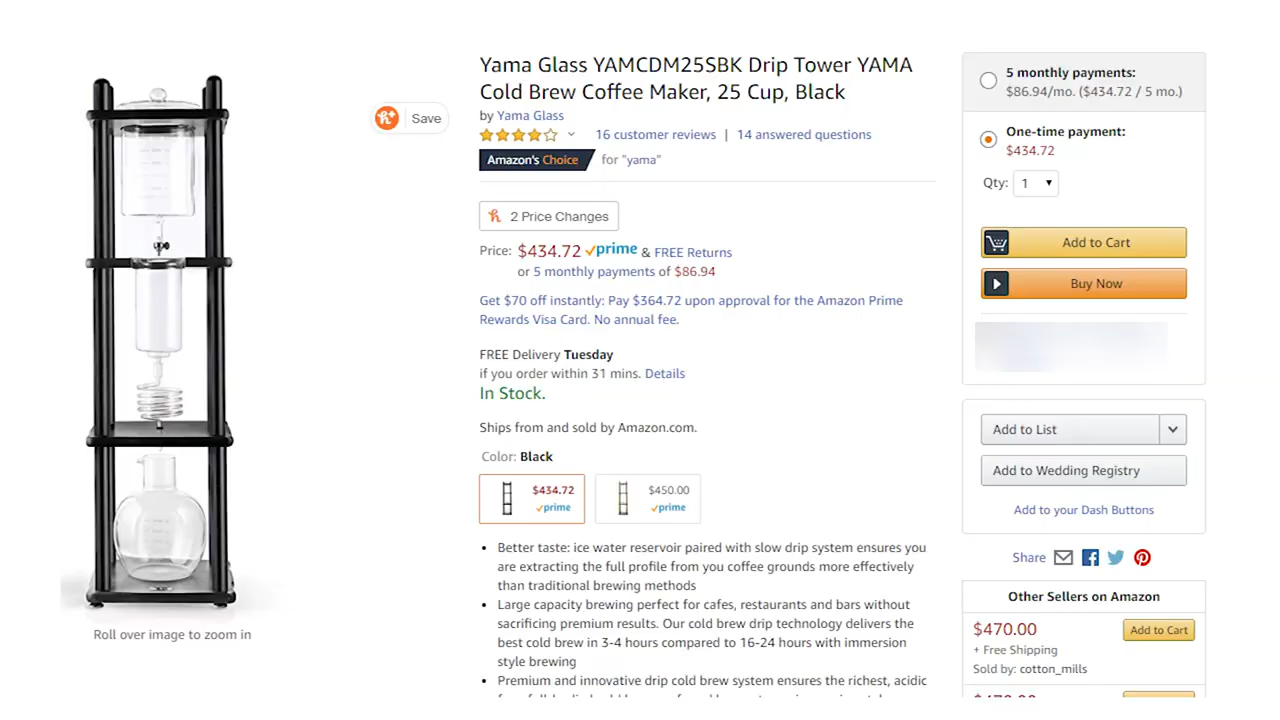 Yama Glass YAMCDM25SBK Drip Tower YAMA
Cold Brew Coffee Maker, 25 Cup, Black
by Yama Glass
16 customer reviews | 14 answered questions
Amazon's Choice for "yama"
Save
2 Price Changes
Price: $434.72 prime & FREE Returns
or 5 monthly payments of $86.94
Get $70 off instantly: Pay $364.72 upon approval for the Amazon Prime
Rewards Visa Card. No annual fee.
FREE Delivery Tuesday
if you order within 31 mins. Details
In Stock.
Ships from and sold by Amazon.com.
Color: Black
$434.72
prime
$450.00
prime
Better taste: ice water reservoir paired with slow drip system ensures you
are extracting the full profile from you coffee grounds more effectively
than traditional brewing methods
Large capacity brewing perfect for cafes, restaurants and bars without
sacrificing premium results. Our cold brew drip technology delivers the
best cold brew in 3-4 hours compared to 16-24 hours with immersion
style brewing
Premium and innovative drip cold brew system ensures the richest, acidic
Roll over image to zoom in
5 monthly payments:
$86.94/mo. ($434.72 / 5 mo.)
One-time payment:
$434.72
Qty: 1
Add to Cart
Buy Now
Add to List
Add to Wedding Registry
Add to your Dash Buttons
Share
Other Sellers on Amazon
$470.00
Add to Cart
+ Free Shipping
Sold by: cotton_mills